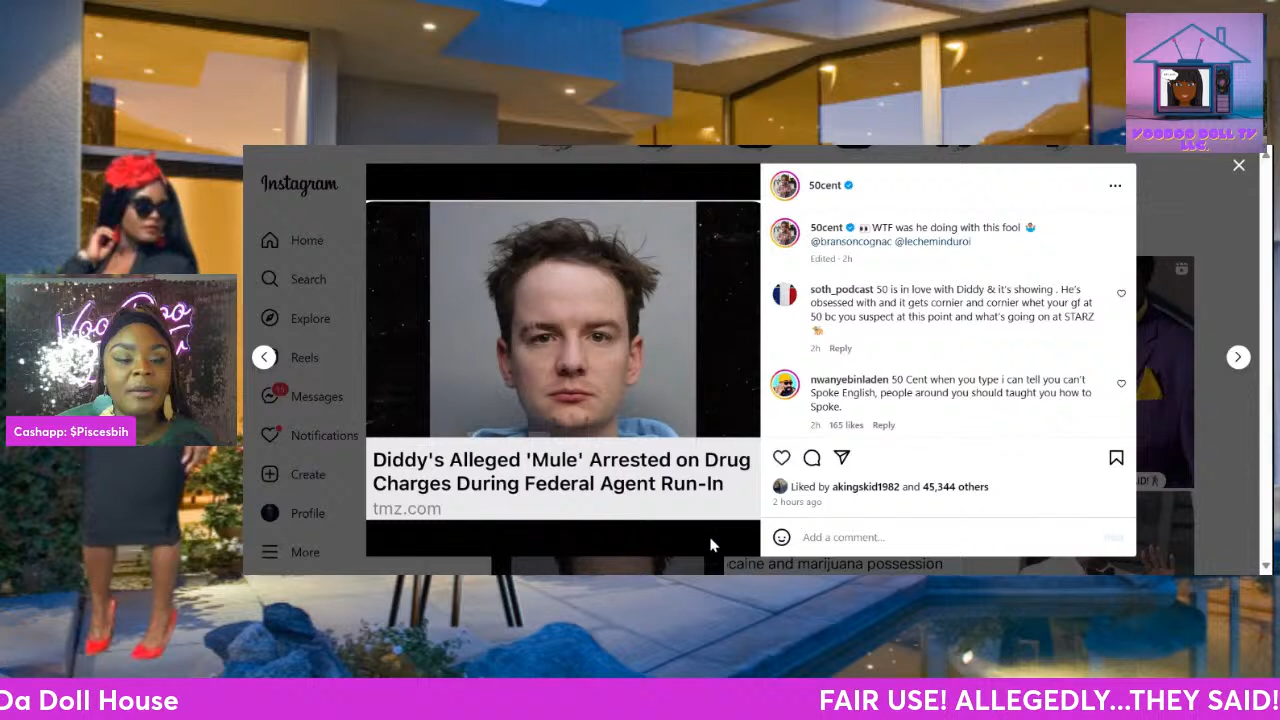 VOODOO DOLL TV
LLC.
Instagram
Home
Search
Explore
Reels
Messages
Notifications
Create
Profile
More
Diddy's Alleged 'Mule' Arrested on Drug
Charges During Federal Agent Run-In
tmz.com
50cent
50cent 👀 WTF was he doing with this fool 🤷🏽‍♂️
@bransoncognac @lecheminduroi
Edited · 2h
soth_podcast 50 is in love with Diddy & it's showing . He's
obsessed with and it gets cornier and cornier whet your gf at
50 bc you suspect at this point and what's going on at STARZ
2h Reply
nwanyebinladen 50 Cent when you type i can tell you can't
Spoke English, people around you should taught you how to
Spoke.
2h 165 likes Reply
Liked by akingskid1982 and 45,344 others
2 hours ago
Add a comment...
caine and marijuana possession
Cashapp: $Piscesbih
Da Doll House
FAIR USE! ALLEGEDLY...THEY SAID!